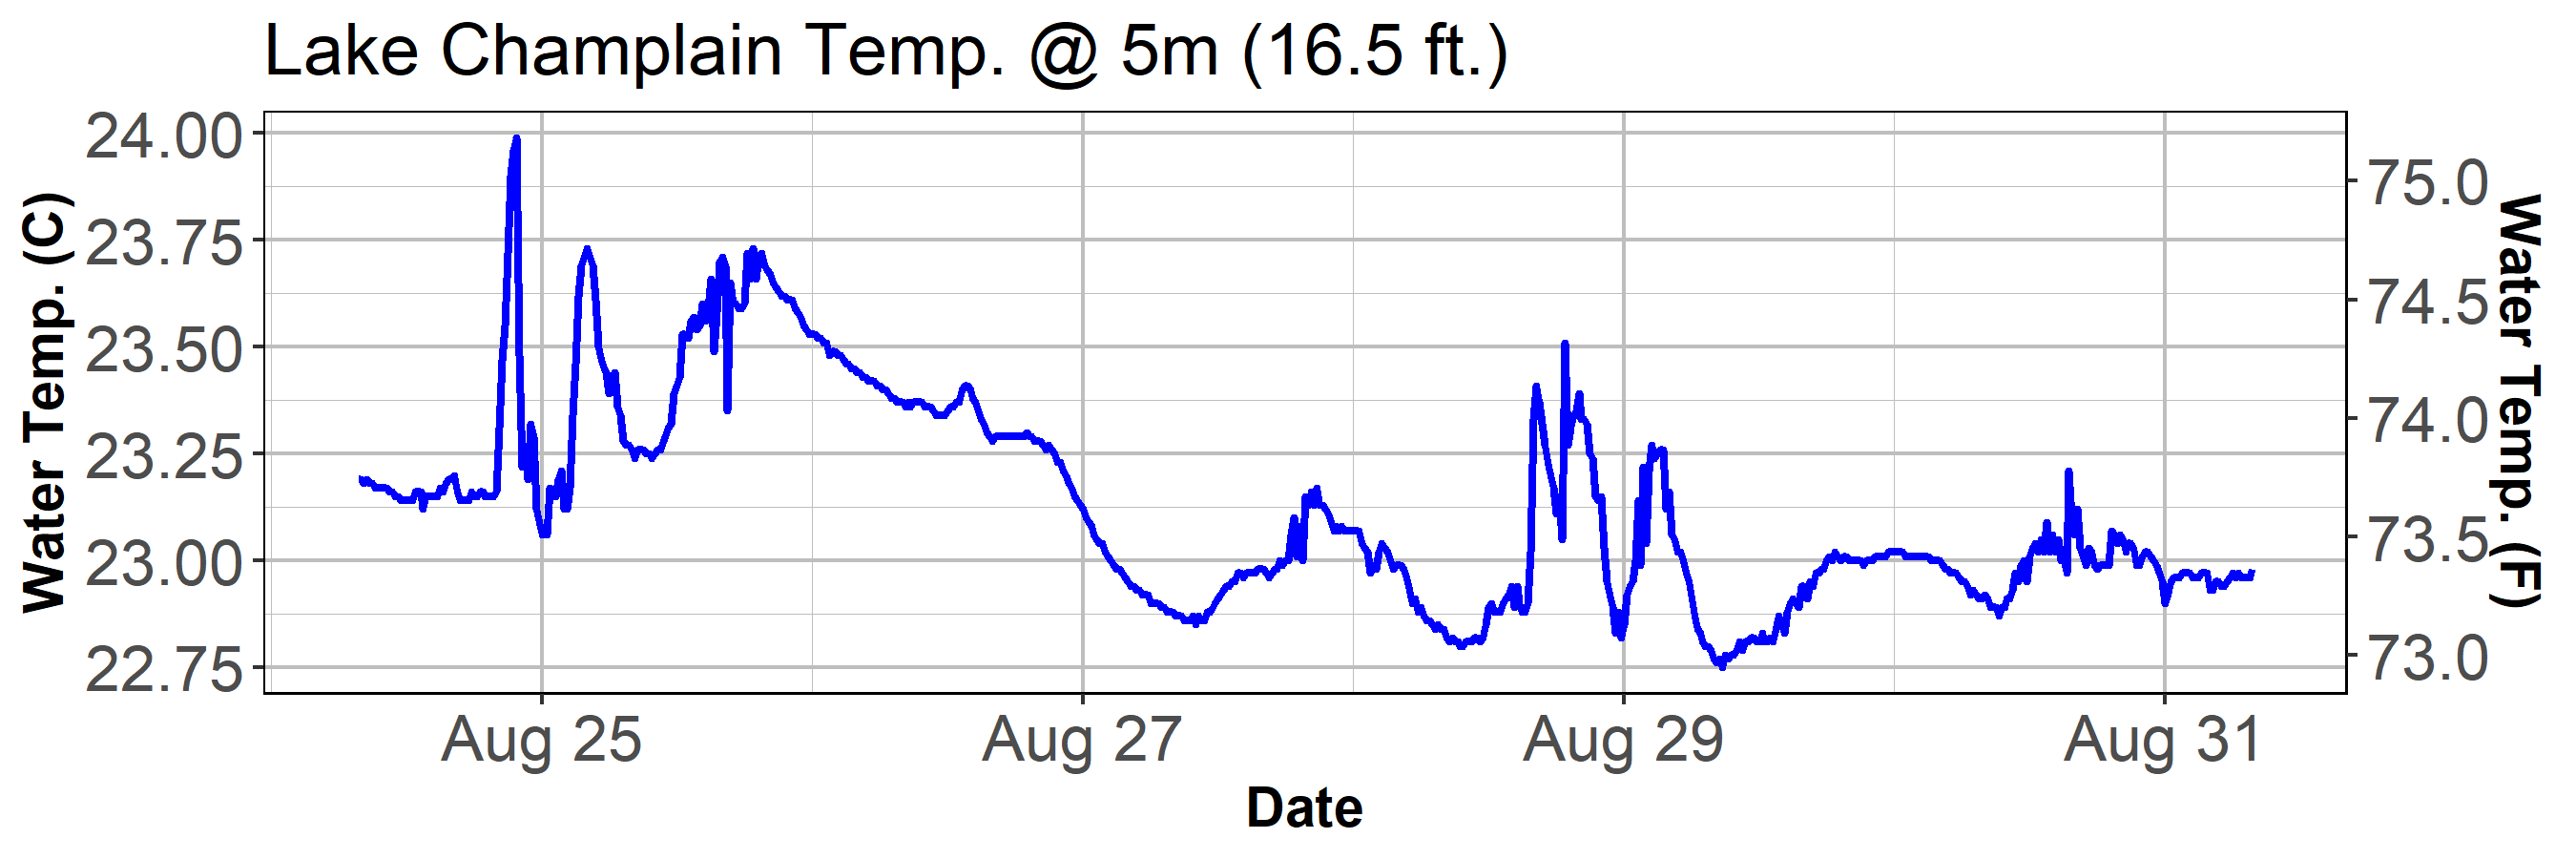 Lake Champlain Temp. @ 5m (16.5 ft.)
Water Temp. (C)
24.00
23.75
23.50
23.25
23.00
22.75
75.0
74.5
74.0
73.5
73.0
Water Temp. (F)
Aug 25 Aug 27 Aug 29 Aug 31
Date